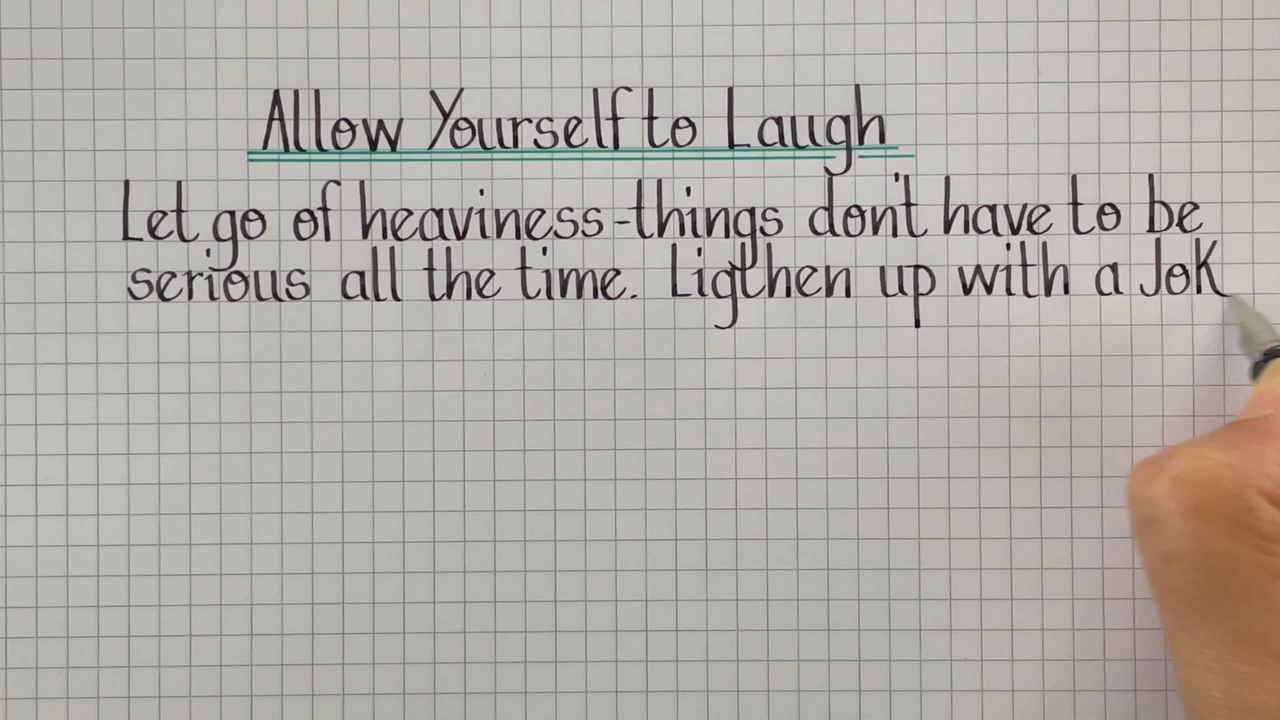 Allow Yourself to Laugh
Let go of heaviness-things don't have to be
serious all the time. Ligthen up with a Jok